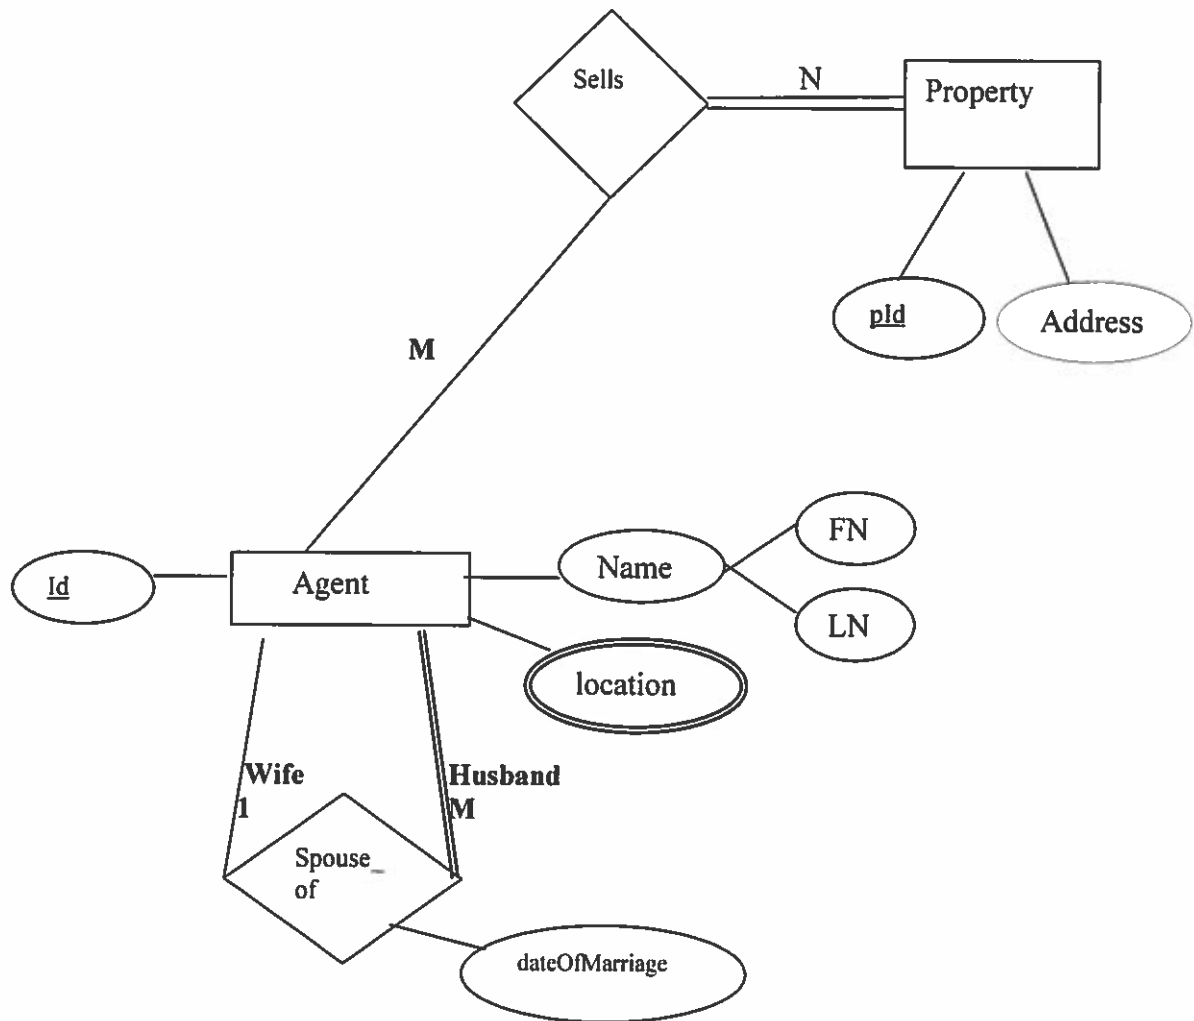 Sells
N
Property
pId
Address
M
Id
Agent
Name
FN
LN
location
Wife
1
Husband
M
Spouse_
of
dateOfMarriage